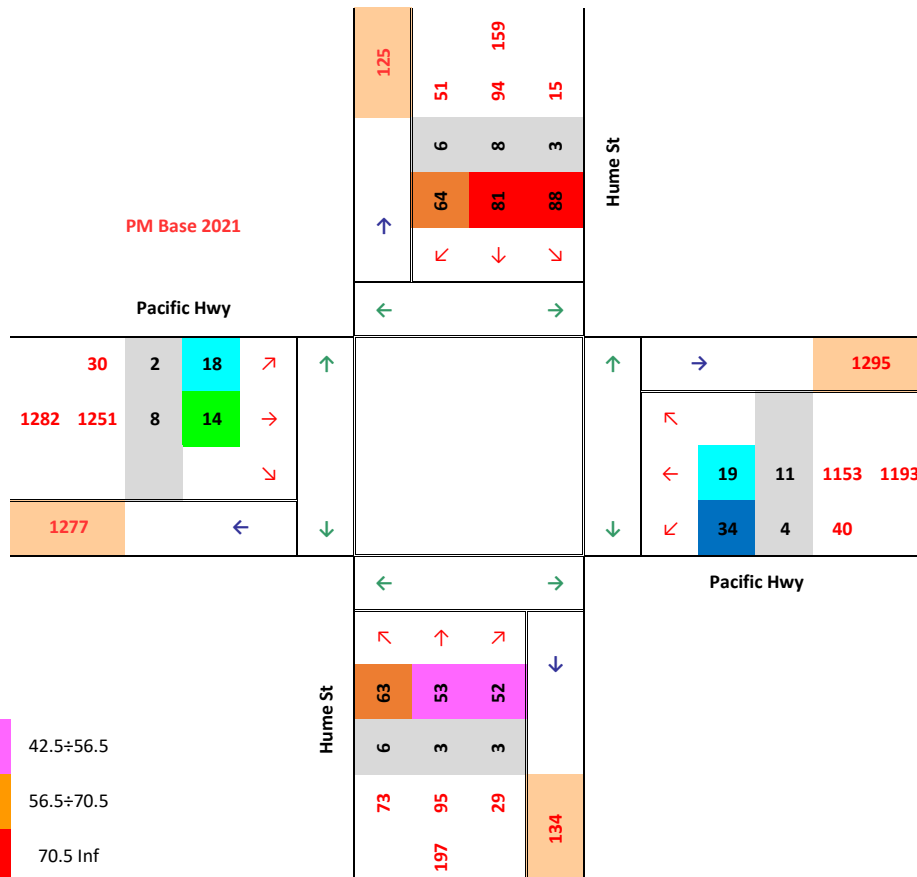 159
125
51 94 15
6 8 3
Hume St
64 81 88
PM Base 2021
↑
↙ ↓ ↘
Pacific Hwy
← →
30 2 18 ↗ ↑ ↑ → 1295
1282 1251 8 14 → ↖
↘ ← 19 11 1153 1193
1277 ← ↓ ↓ ↙ 34 4 40
← →
Pacific Hwy
↖ ↑ ↗
↓
63 53 52
Hume St
42.5÷56.5
6 3 3
56.5÷70.5
73 95 29
134
70.5 Inf
197